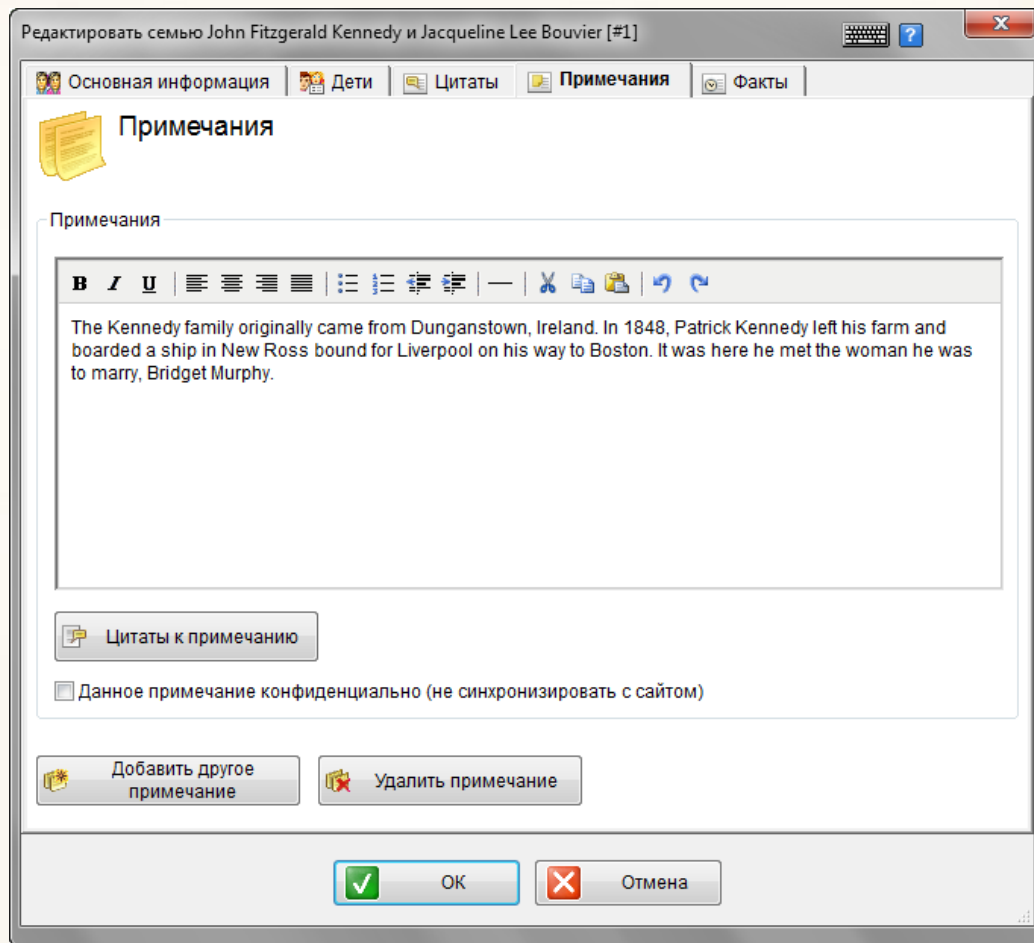 Редактировать семью John Fitzgerald Kennedy и Jacqueline Lee Bouvier [#1]
Основная информация Дети Цитаты Примечания Факты
Примечания
Примечания
B I U
The Kennedy family originally came from Dunganstown, Ireland. In 1848, Patrick Kennedy left his farm and
boarded a ship in New Ross bound for Liverpool on his way to Boston. It was here he met the woman he was
to marry, Bridget Murphy.
Цитаты к примечанию
Данное примечание конфиденциально (не синхронизировать с сайтом)
Добавить другое
примечание
Удалить примечание
ОК Отмена